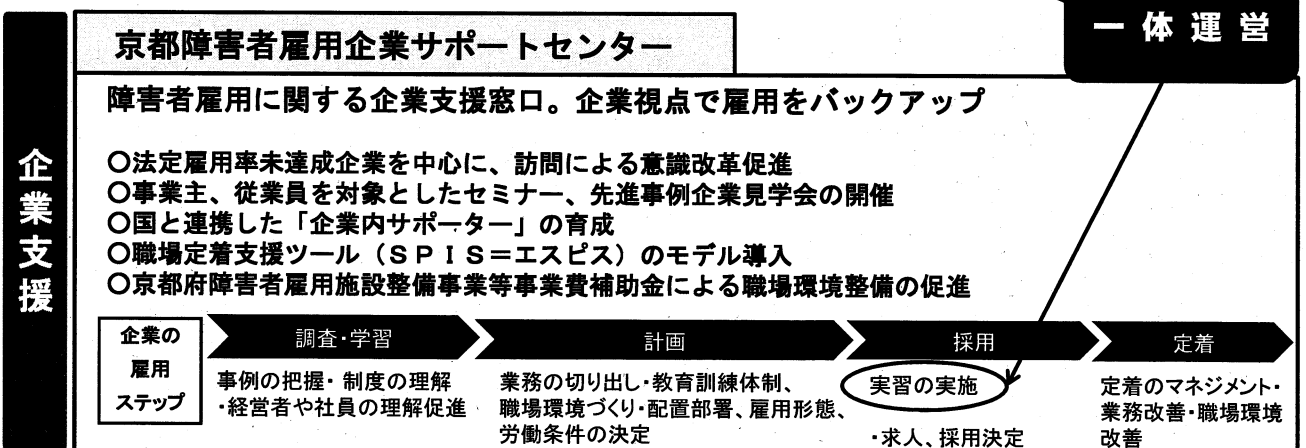 一体運営
京都障害者雇用企業サポートセンター
企業支援
障害者雇用に関する企業支援窓口。企業視点で雇用をバックアップ
○法定雇用率未達成企業を中心に、訪問による意識改革促進
○事業主、従業員を対象としたセミナー、先進事例企業見学会の開催
○国と連携した「企業内サポーター」の育成
○職場定着支援ツール（ＳＰＩＳ＝エスピス）のモデル導入
○京都府障害者雇用施設整備事業等事業費補助金による職場環境整備の促進
企業の
雇用
ステップ
調査・学習
事例の把握・制度の理解
・経営者や社員の理解促進
計画
業務の切り出し・教育訓練体制、
職場環境づくり・配置部署、雇用形態、
労働条件の決定
採用
実習の実施
・求人、採用決定
定着
定着のマネジメント・
業務改善・職場環境
改善